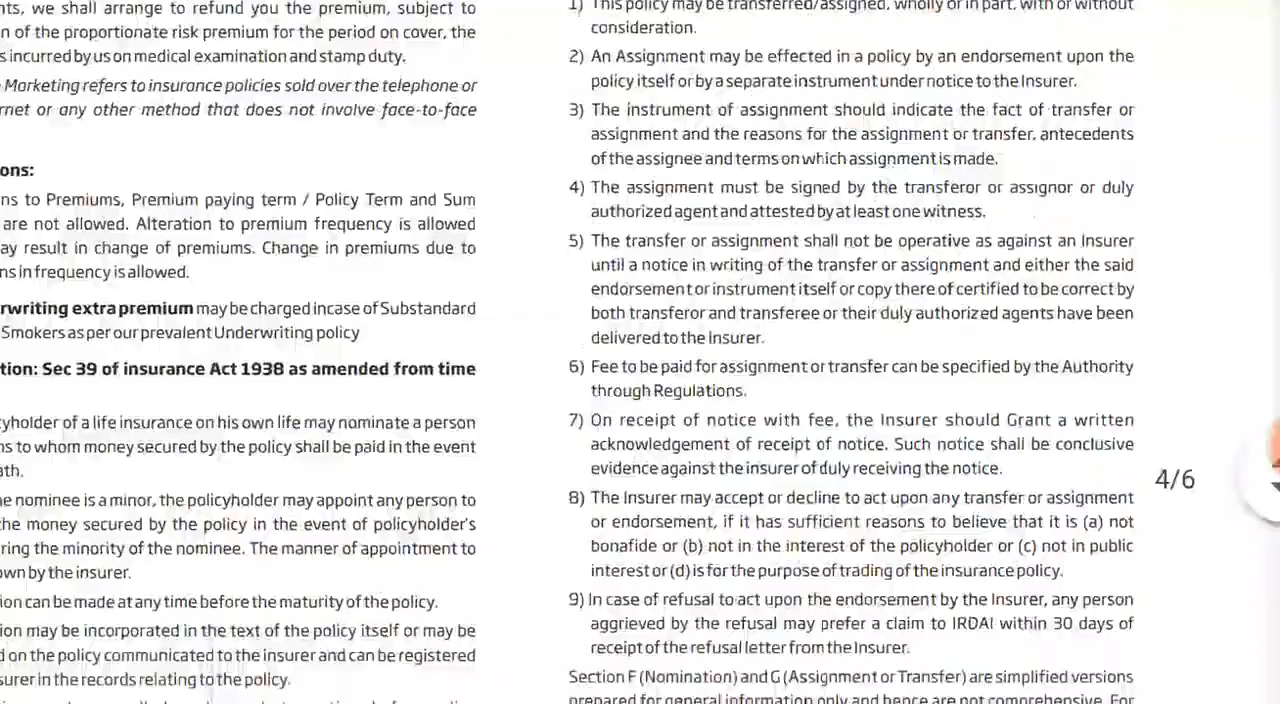 nts, we shall arrange to refund you the premium, subject to
n of the proportionate risk premium for the period on cover, the
s incurred by us on medical examination and stamp duty.
Marketing refers to insurance policies sold over the telephone or
rnet or any other method that does not involve face-to-face
ons:
ns to Premiums, Premium paying term / Policy Term and Sum
are not allowed. Alteration to premium frequency is allowed
ay result in change of premiums. Change in premiums due to
ns in frequency is allowed.
rwriting extra premium may be charged incase of Substandard
Smokers as per our prevalent Underwriting policy
tion: Sec 39 of insurance Act 1938 as amended from time
cyholder of a life insurance on his own life may nominate a person
ns to whom money secured by the policy shall be paid in the event
ath.
e nominee is a minor, the policyholder may appoint any person to
he money secured by the policy in the event of policyholder's
ring the minority of the nominee. The manner of appointment to
own by the insurer.
ion can be made at any time before the maturity of the policy.
ion may be incorporated in the text of the policy itself or may be
d on the policy communicated to the insurer and can be registered
surer in the records relating to the policy.
1) This policy may be transferred/assigned, wholly or in part, with or without
consideration.
2) An Assignment may be effected in a policy by an endorsement upon the
policy itself or by a separate instrument under notice to the Insurer.
3) The instrument of assignment should indicate the fact of transfer or
assignment and the reasons for the assignment or transfer, antecedents
of the assignee and terms on which assignment is made.
4) The assignment must be signed by the transferor or assignor or duly
authorized agent and attested by at least one witness.
5) The transfer or assignment shall not be operative as against an Insurer
until a notice in writing of the transfer or assignment and either the said
endorsement or instrument itself or copy there of certified to be correct by
both transferor and transferee or their duly authorized agents have been
delivered to the Insurer.
6) Fee to be paid for assignment or transfer can be specified by the Authority
through Regulations.
7) On receipt of notice with fee, the Insurer should Grant a written
acknowledgement of receipt of notice. Such notice shall be conclusive
evidence against the insurer of duly receiving the notice.
8) The Insurer may accept or decline to act upon any transfer or assignment
or endorsement, if it has sufficient reasons to believe that it is (a) not
bonafide or (b) not in the interest of the policyholder or (c) not in public
interest or (d) is for the purpose of trading of the insurance policy.
9) In case of refusal to act upon the endorsement by the Insurer, any person
aggrieved by the refusal may prefer a claim to IRDAI within 30 days of
receipt of the refusal letter from the Insurer.
Section F (Nomination) and G (Assignment or Transfer) are simplified versions
prepared for general information only and hence are not comprehensive. For
4/6